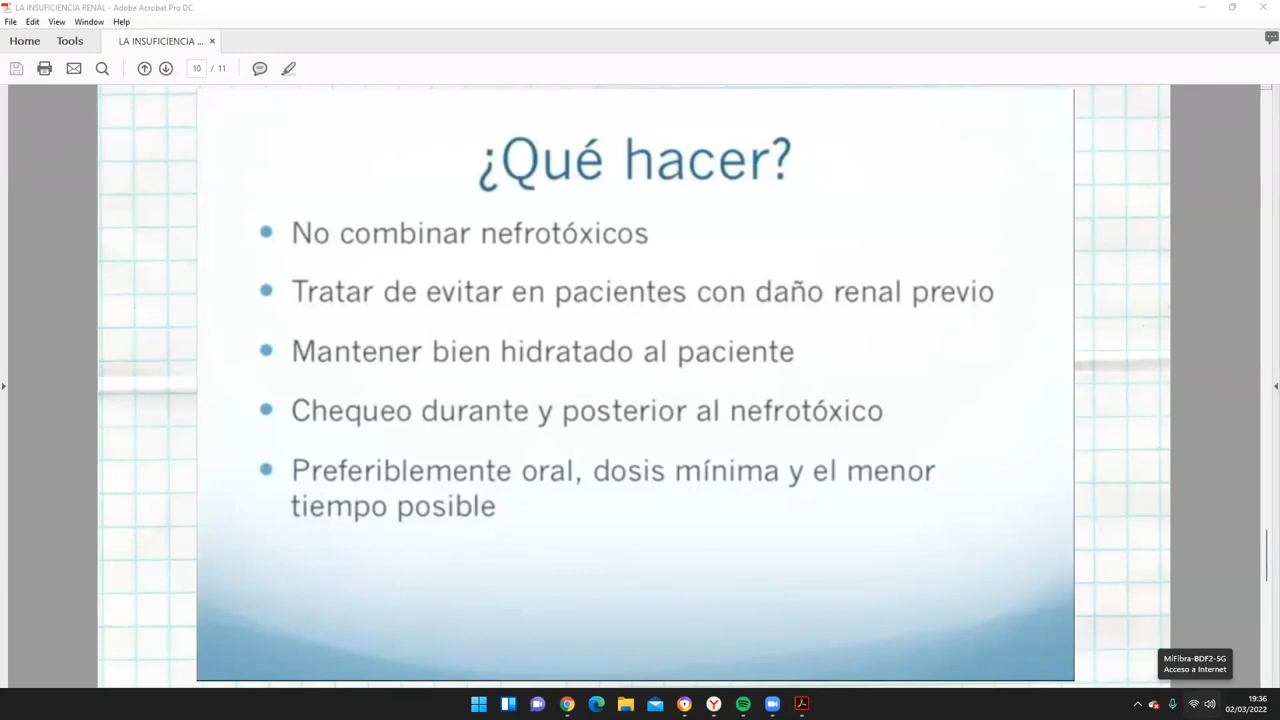 LA INSUFICIENCIA RENAL - Adobe Acrobat Pro DC
File Edit View Window Help
Home Tools LA INSUFICIENCIA ... ×
10 / 11
¿Qué hacer?
No combinar nefrotóxicos
Tratar de evitar en pacientes con daño renal previo
Mantener bien hidratado al paciente
Chequeo durante y posterior al nefrotóxico
Preferiblemente oral, dosis mínima y el menor
tiempo posible
MiFibra-BDF2-5G
Acceso a Internet
19:36
02/03/2022